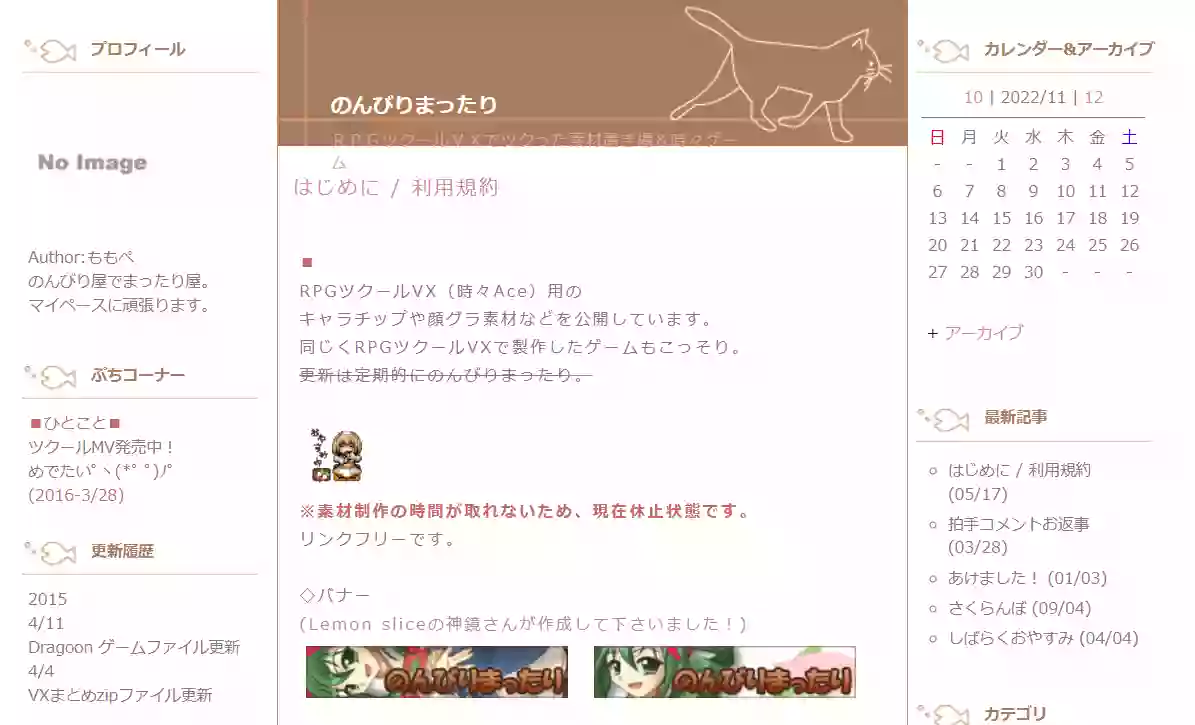 プロフィール
No Image
Author:ももぺ
のんびり屋でまったり屋。
マイペースに頑張ります。
ぷちコーナー
■ひとこと■
ツクールMV発売中！
めでたいﾟヽ(*ﾟﾟ)ﾉﾟ
(2016-3/28)
更新履歴
2015
4/11
Dragoon ゲームファイル更新
4/4
VXまとめzipファイル更新
のんびりまったり
RPGツクールVXでツクった素材置き場&時々ゲー
ム
はじめに / 利用規約
■
RPGツクールVX（時々Ace）用の
キャラチップや顔グラ素材などを公開しています。
同じくRPGツクールVXで製作したゲームもこっそり。
更新は定期的にのんびりまったり。
おやすみ中
※素材制作の時間が取れないため、現在休止状態です。
リンクフリーです。
◇バナー
(Lemon sliceの神鏡さんが作成して下さいました！)
のんびりまったり
のんびりまったり
カレンダー&アーカイブ
10 | 2022/11 | 12
日 月 火 水 木 金 土
- - 1 2 3 4 5
6 7 8 9 10 11 12
13 14 15 16 17 18 19
20 21 22 23 24 25 26
27 28 29 30 - - -
+ アーカイブ
最新記事
はじめに / 利用規約
(05/17)
拍手コメントお返事
(03/28)
あけました！ (01/03)
さくらんぼ (09/04)
しばらくおやすみ (04/04)
カテゴリ